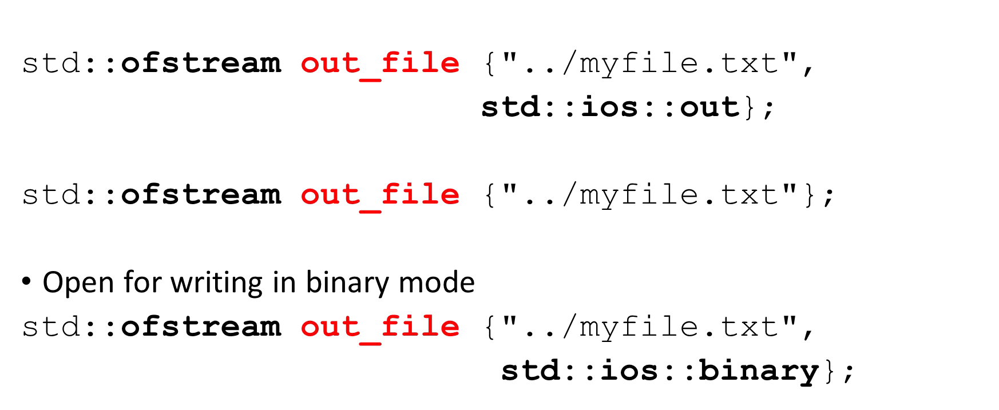 std::ofstream out_file {"../myfile.txt",
std::ios::out};
std::ofstream out_file {"../myfile.txt"};
• Open for writing in binary mode
std::ofstream out_file {"../myfile.txt",
std::ios::binary};